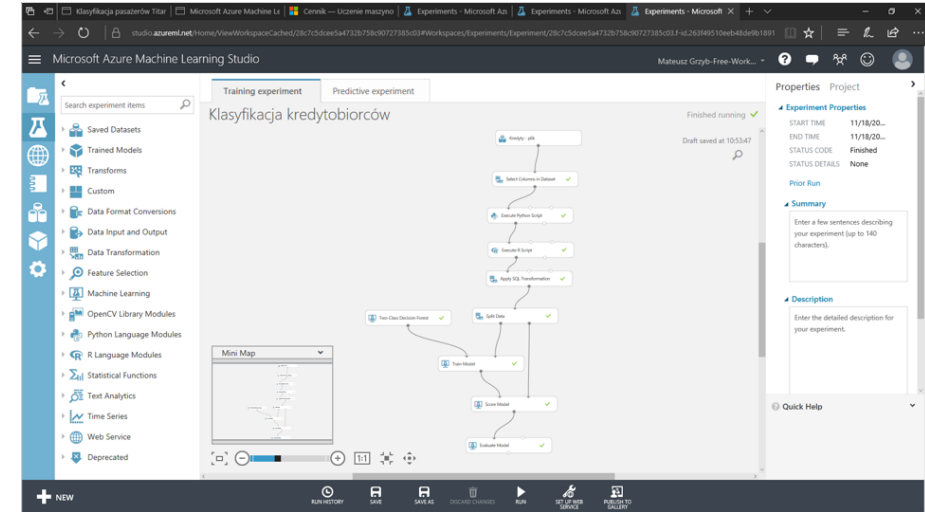 Klasyfikacja pasażerów Titar
Microsoft Azure Machine Le
Cennik — Uczenie maszyno
Experiments - Microsoft Azu
Experiments - Microsoft Azu
Experiments - Microsoft
Microsoft Azure Machine Learning Studio
Mateusz Grzyb-Free-Work...
Search experiment items
Saved Datasets
Trained Models
Transforms
Custom
Data Format Conversions
Data Input and Output
Data Transformation
Feature Selection
Machine Learning
OpenCV Library Modules
Python Language Modules
R Language Modules
Statistical Functions
Text Analytics
Time Series
Web Service
Deprecated
Training experiment
Predictive experiment
Klasyfikacja kredytobiorców
Finished running
Draft saved at 10:53:47
Kredyty - plik
Select Columns in Dataset
Execute Python Script
Execute R Script
Apply SQL Transformation
Two-Class Decision Forest
Split Data
Train Model
Score Model
Evaluate Model
Mini Map
1:1
Properties Project
Experiment Properties
START TIME 11/18/20...
END TIME 11/18/20...
STATUS CODE Finished
STATUS DETAILS None
Prior Run
Summary
Enter a few sentences describing
your experiment (up to 140
characters).
Description
Enter the detailed description for
your experiment.
Quick Help
NEW
RUN HISTORY
SAVE
SAVE AS
DISCARD CHANGES
RUN
SET UP WEB
SERVICE
PUBLISH TO
GALLERY